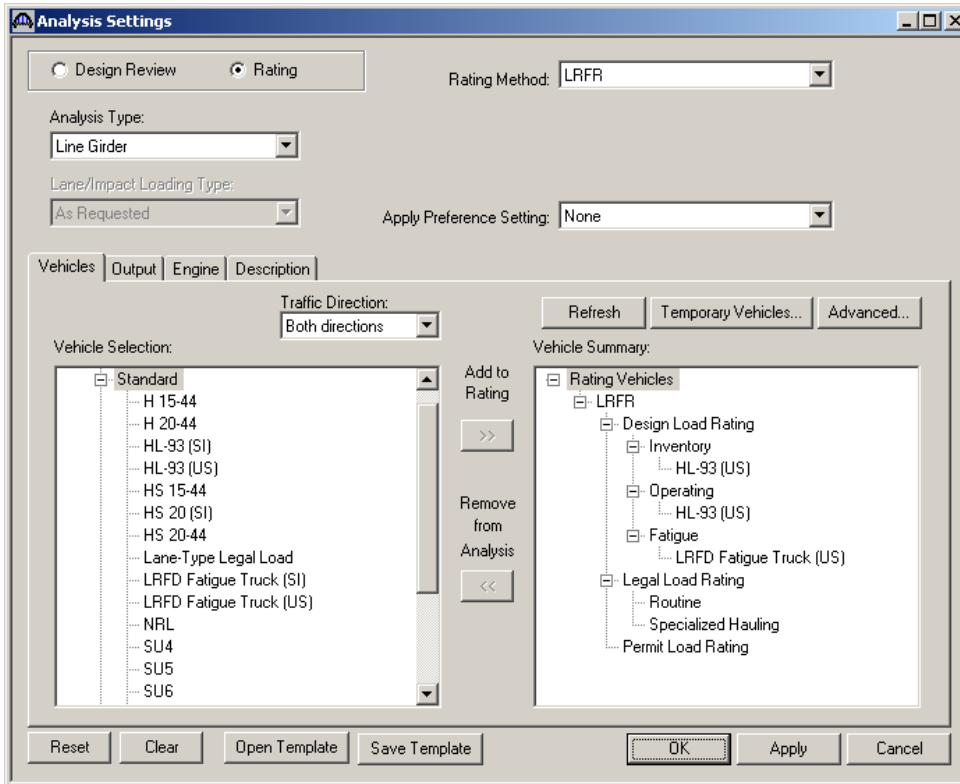 Analysis Settings
Design Review
Rating
Rating Method:
LRFR
Analysis Type:
Line Girder
Lane/Impact Loading Type:
As Requested
Apply Preference Setting:
None
Vehicles
Output
Engine
Description
Traffic Direction:
Both directions
Refresh
Temporary Vehicles...
Advanced...
Vehicle Selection:
Standard
H 15-44
H 20-44
HL-93 (SI)
HL-93 (US)
HS 15-44
HS 20 (SI)
HS 20-44
Lane-Type Legal Load
LRFD Fatigue Truck (SI)
LRFD Fatigue Truck (US)
NRL
SU4
SU5
SU6
Add to
Rating
>>
Remove
from
Analysis
<<
Vehicle Summary:
Rating Vehicles
LRFR
Design Load Rating
Inventory
HL-93 (US)
Operating
HL-93 (US)
Fatigue
LRFD Fatigue Truck (US)
Legal Load Rating
Routine
Specialized Hauling
Permit Load Rating
Reset
Clear
Open Template
Save Template
OK
Apply
Cancel